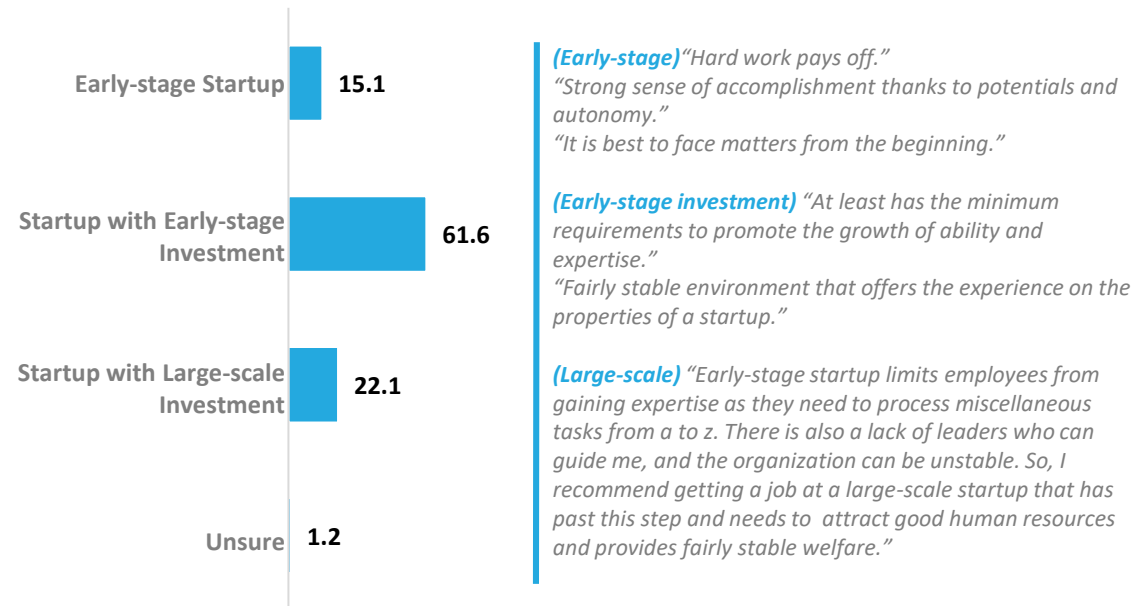 Early-stage Startup
15.1
Startup with Early-stage
Investment
61.6
Startup with Large-scale
Investment
22.1
Unsure
1.2
(Early-stage)“Hard work pays off.”
“Strong sense of accomplishment thanks to potentials and
autonomy.”
“It is best to face matters from the beginning.”
(Early-stage investment) “At least has the minimum
requirements to promote the growth of ability and
expertise.”
“Fairly stable environment that offers the experience on the
properties of a startup.”
(Large-scale) “Early-stage startup limits employees from
gaining expertise as they need to process miscellaneous
tasks from a to z. There is also a lack of leaders who can
guide me, and the organization can be unstable. So, I
recommend getting a job at a large-scale startup that has
past this step and needs to  attract good human resources
and provides fairly stable welfare.”